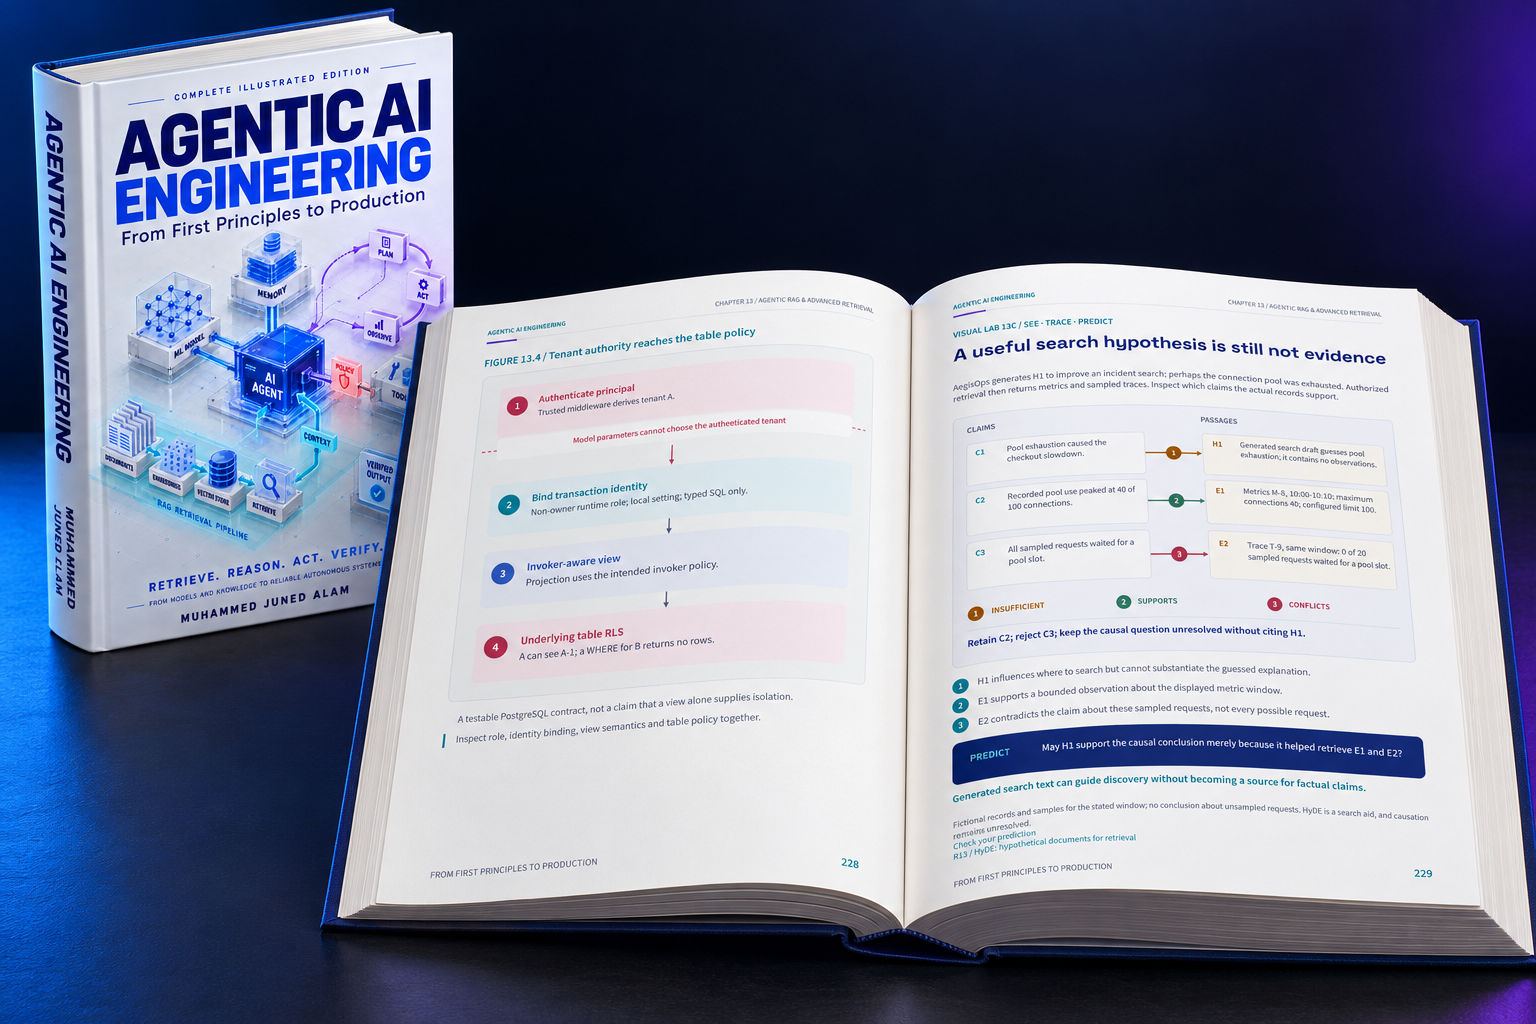 COMPLETE ILLUSTRATED EDITION
AGENTIC AI
ENGINEERING
From First Principles to Production
MEMORY
PLAN
ACT
OBSERVE
ML MODEL
AI
AGENT
POLICY
CONTEXT
DOCUMENTS
EMBEDDINGS
VECTOR STORE
RETRIEVE
VERIFIED
OUTPUT
RAG RETRIEVAL PIPELINE
RETRIEVE. REASON. ACT. VERIFY.
FROM MODELS AND KNOWLEDGE TO RELIABLE AUTONOMOUS SYSTEMS
MUHAMMED JUNED ALAM
AGENTIC AI ENGINEERING
MUHAMMED
AGENTIC AI ENGINEERING
CHAPTER 13 / AGENTIC RAG & ADVANCED RETRIEVAL
FIGURE 13.4 / Tenant authority reaches the table policy
1
Authenticate principal
Trusted middleware derives tenant A.
Model parameters cannot choose the autheeticated tenant
2
Bind transaction identity
Non-owner runtime role; local setting; typed SQL only.
3
Invoker-aware view
Projection uses the intended invoker policy.
4
Underlying table RLS
A can see A-1; a WHERE for B returns no rows.
A testable PostgreSQL contract, not a claim that a view alone supplies isolation.
Inspect role, identity binding, view semantics and table policy together.
FROM FIRST PRINCIPLES TO PRODUCTION
228
AGENTIC AI ENGINEERING
CHAPTER 13 / AGENTIC RAG & ADVANCED RETRIEVAL
VISUAL LAB 13C / SEE · TRACE · PREDICT
A useful search hypothesis is still not evidence
AegisOps generates H1 to improve an incident search; perhaps the connection pool was exhausted. Authorized
retrieval then returns metrics and sampled traces. Inspect which claims the actual records support.
CLAIMS
PASSAGES
C1
Pool exhaustion caused the
checkout slowdown.
1
H1
Generated search draft guesses pool
exhaustion; it contains no observations.
C2
Recorded pool use peaked at 40 of
100 connections.
2
E1
Metrics M-8, 10:00-10:10; maximum
connections 40; configured limit 100.
C3
All sampled requests waited for a
pool slot.
3
E2
Trace T-9, same window: 0 of 20
sampled requests waited for a pool slot.
1 INSUFFICIENT
2 SUPPORTS
3 CONFLICTS
Retain C2; reject C3; keep the causal question unresolved without citing H1.
1 H1 influences where to search but cannot substantiate the guessed explanation.
2 E1 supports a bounded observation about the displayed metric window.
3 E2 contradicts the claim about these sampled requests, not every possible request.
PREDICT
May H1 support the causal conclusion merely because it helped retrieve E1 and E2?
Generated search text can guide discovery without becoming a source for factual claims.
Fictional records and samples for the stated window; no conclusion about unsampled requests. HyDE is a search aid, and causation
remains unresolved.
Check your prediction
R13 / HyDE: hypothetical documents for retrieval
FROM FIRST PRINCIPLES TO PRODUCTION
229